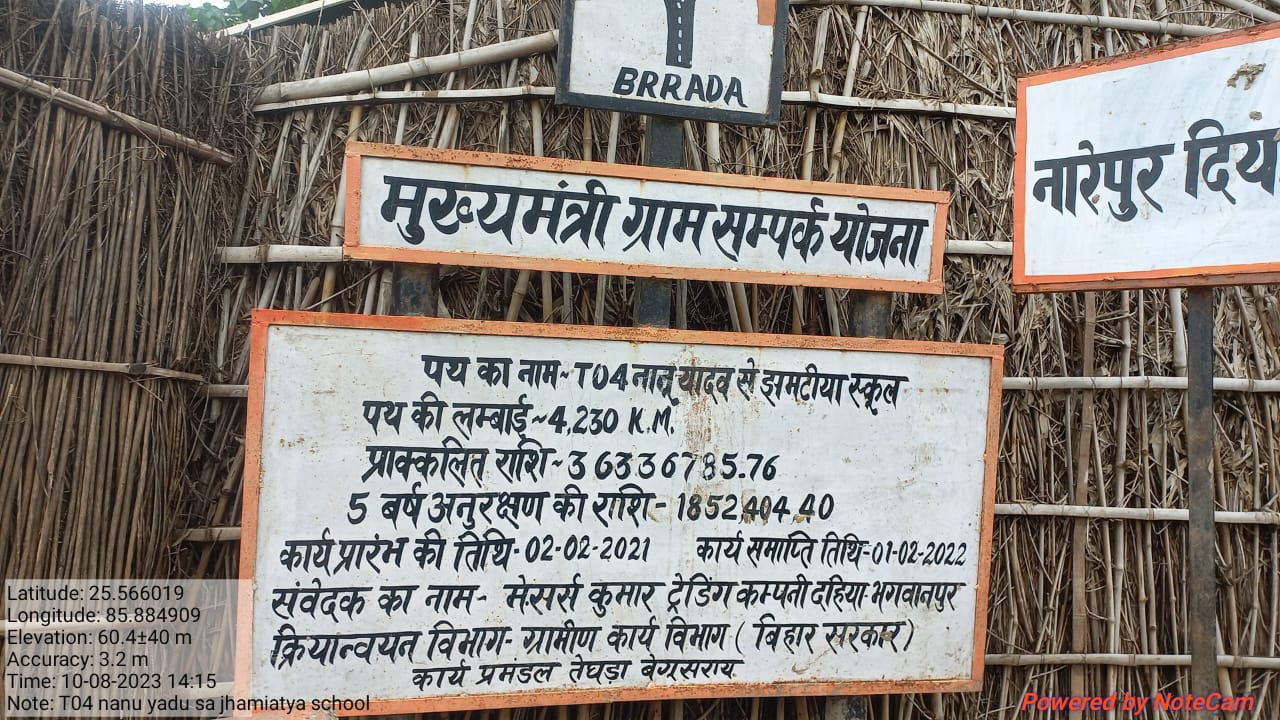 BRRADA
मुख्यमंत्री ग्राम सम्पर्क योजना
नारेपुर
पथ का नाम~ T04 नानू यादव से झमटीया स्कूल
पथ की लम्बाई ~4,230 K.M.
प्राक्कलित राशि ~36336785.76
5 बर्ष अनुरक्षण की राशि - 1852,404.40
कार्य प्रारंभ की तिथि-02-02-2021 कार्य समाप्ति तिथि-01-02-2022
संवेदक का नाम- मेसर्स कुमार ट्रेडिंग कम्पनी दहिया भगवानपुर
क्रियान्वयन विभाग- ग्रामीण कार्य विभाग ( बिहार सरकार)
कार्य प्रमंडल तेघड़ा बेगूसराय
Latitude: 25.566019
Longitude: 85.884909
Elevation: 60.4±40 m
Accuracy: 3.2 m
Time: 10-08-2023 14:15
Note: T04 nanu yadu sa jhamiatya school
Powered by NoteCam